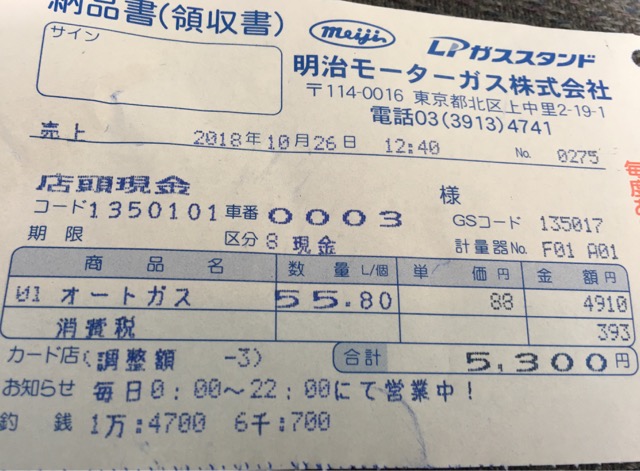 納品書(領収書)
サイン
meiji LPガススタンド
明治モーターガス株式会社
〒114-0016 東京都北区上中里2-19-1
電話03(3913)4741
売上 2018年10月26日 12:40 No. 0275
店頭現金 様
コード1350101車番0003 GSコード 135017
期限 区分8 現金 計量器No. F01 A01
商品名 数量L/個 単価円 金額円
01 オートガス 55.80 88 4910
消費税 393
カード店(調整額 -3) 合計 5,300円
お知らせ 毎日0:00〜22:00にて営業中!
釣銭 1万:4700 6千:700
毎度